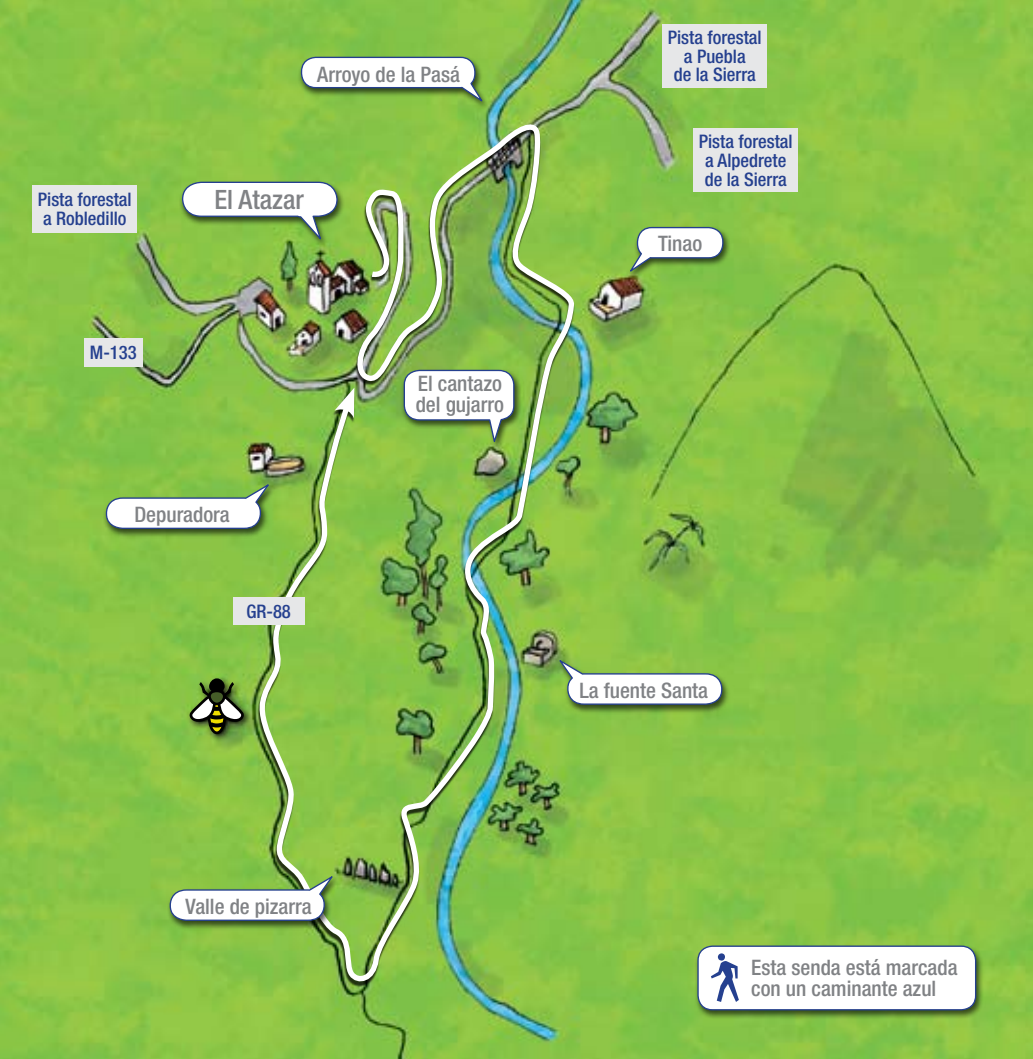 Pista forestal
a Puebla
de la Sierra
Arroyo de la Pasá
Pista forestal
a Alpedrete
de la Sierra
Pista forestal
a Robledillo
El Atazar
Tinao
M-133
El cantazo
del gujarro
Depuradora
GR-88
La fuente Santa
Valle de pizarra
Esta senda está marcada
con un caminante azul